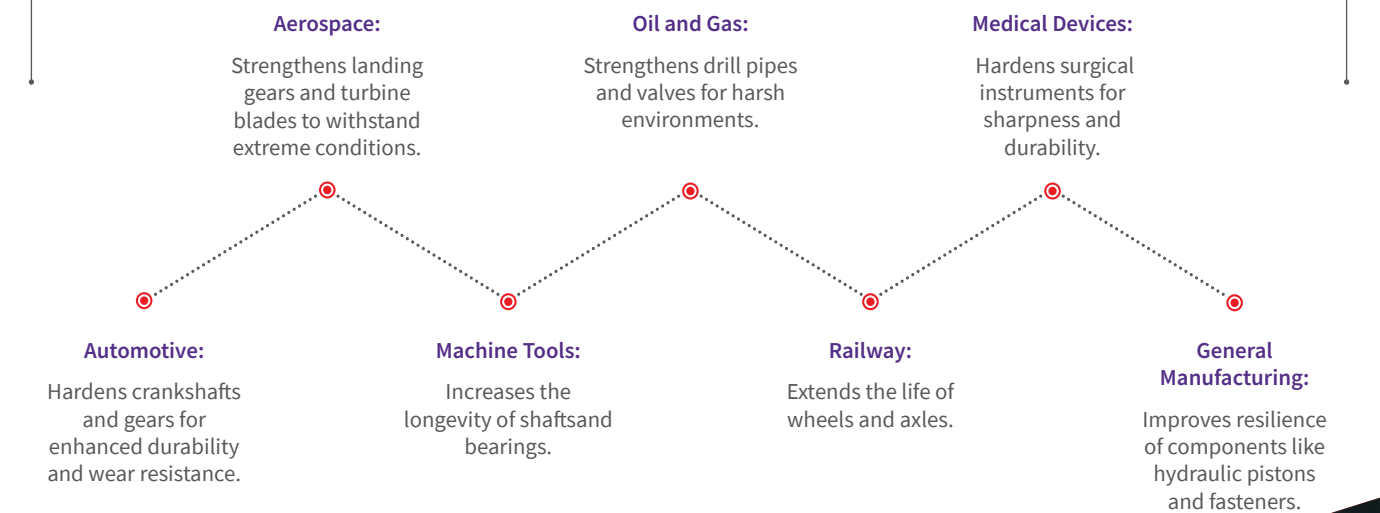 Aerospace:
Strengthens landing
gears and turbine
blades to withstand
extreme conditions.
Oil and Gas:
Strengthens drill pipes
and valves for harsh
environments.
Medical Devices:
Hardens surgical
instruments for
sharpness and
durability.
Automotive:
Hardens crankshafts
and gears for
enhanced durability
and wear resistance.
Machine Tools:
Increases the
longevity of shaftsand
bearings.
Railway:
Extends the life of
wheels and axles.
General
Manufacturing:
Improves resilience
of components like
hydraulic pistons
and fasteners.